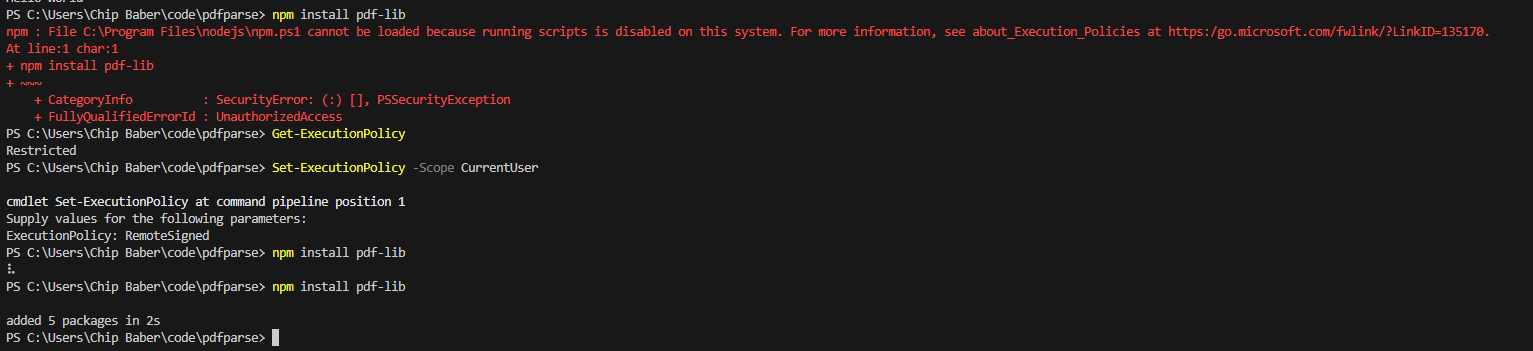 Hello World
PS C:\Users\Chip Baber\code\pdfparse> npm install pdf-lib
npm : File C:\Program Files\nodejs\npm.ps1 cannot be loaded because running scripts is disabled on this system. For more information, see about_Execution_Policies at https:/go.microsoft.com/fwlink/?LinkID=135170.
At line:1 char:1
+ npm install pdf-lib
+ ~~~
    + CategoryInfo          : SecurityError: (:) [], PSSecurityException
    + FullyQualifiedErrorId : UnauthorizedAccess
PS C:\Users\Chip Baber\code\pdfparse> Get-ExecutionPolicy
Restricted
PS C:\Users\Chip Baber\code\pdfparse> Set-ExecutionPolicy -Scope CurrentUser

cmdlet Set-ExecutionPolicy at command pipeline position 1
Supply values for the following parameters:
ExecutionPolicy: RemoteSigned
PS C:\Users\Chip Baber\code\pdfparse> npm install pdf-lib
PS C:\Users\Chip Baber\code\pdfparse> npm install pdf-lib

added 5 packages in 2s
PS C:\Users\Chip Baber\code\pdfparse>